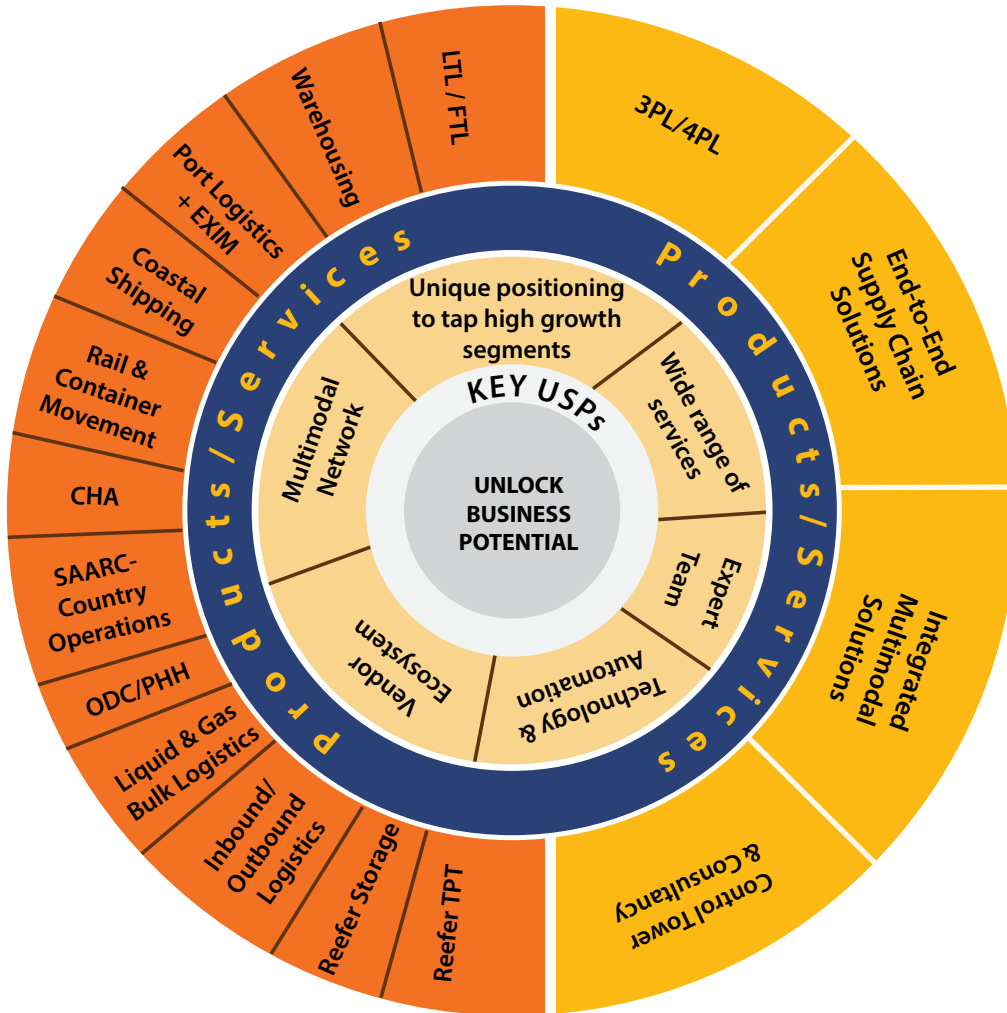 LTL / FTL
Warehousing
Port Logistics
+ EXIM
Coastal
Shipping
Rail &
Container
Movement
CHA
SAARC-
Country
Operations
ODC/PHH
Liquid & Gas
Bulk Logistics
Inbound/
Outbound
Logistics
Reefer Storage
Reefer TPT
3PL/4PL
End-to-End
Supply Chain
Solutions
Integrated
Multimodal
Solutions
Control Tower
& Consultancy
Products/Services
Products/Services
Unique positioning
to tap high growth
segments
Wide range of
services
Expert
Team
Technology &
Automation
Vendor
Ecosystem
Multimodal
Network
KEY USPs
UNLOCK
BUSINESS
POTENTIAL